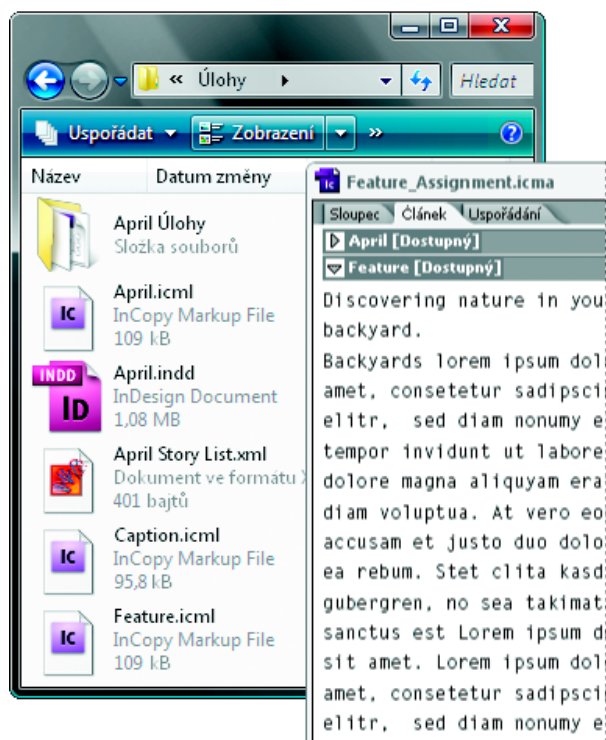 « Úlohy
Hledat
Uspořádat
Zobrazení
»
?
Název Datum změny
April Úlohy
Složka souborů
IC
April.icml
InCopy Markup File
109 kB
INDD
ID
April.indd
InDesign Document
1,08 MB
April Story List.xml
Dokument ve formátu
401 bajtů
IC
Caption.icml
InCopy Markup File
95,8 kB
IC
Feature.icml
InCopy Markup File
109 kB
Ic
Feature_Assignment.icma
Sloupec Článek Uspořádání
April [Dostupný]
Feature [Dostupný]
Discovering nature in you
backyard.
Backyards lorem ipsum dol
amet, consetetur sadipsci
elitr, sed diam nonumy e
tempor invidunt ut labore
dolore magna aliquyam era
diam voluptua. At vero eo
accusam et justo duo dolo
ea rebum. Stet clita kasd
gubergren, no sea takimat
sanctus est Lorem ipsum d
sit amet. Lorem ipsum dol
amet, consetetur sadipsci
elitr, sed diam nonumy e